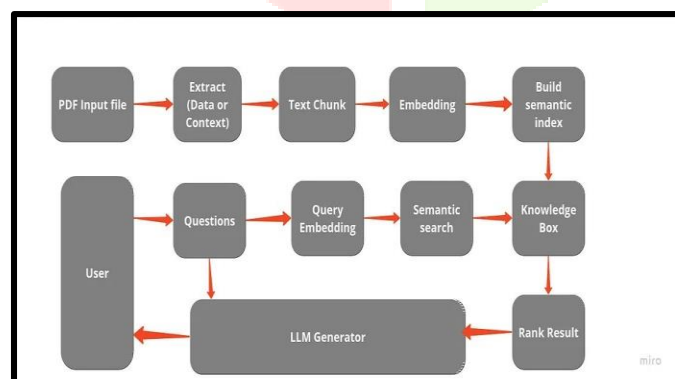 PDF Input file
Extract
(Data or
Context)
Text Chunk
Embedding
Build
semantic
index
User
Questions
Query
Embedding
Semantic
search
Knowledge
Box
LLM Generator
Rank Result
miro